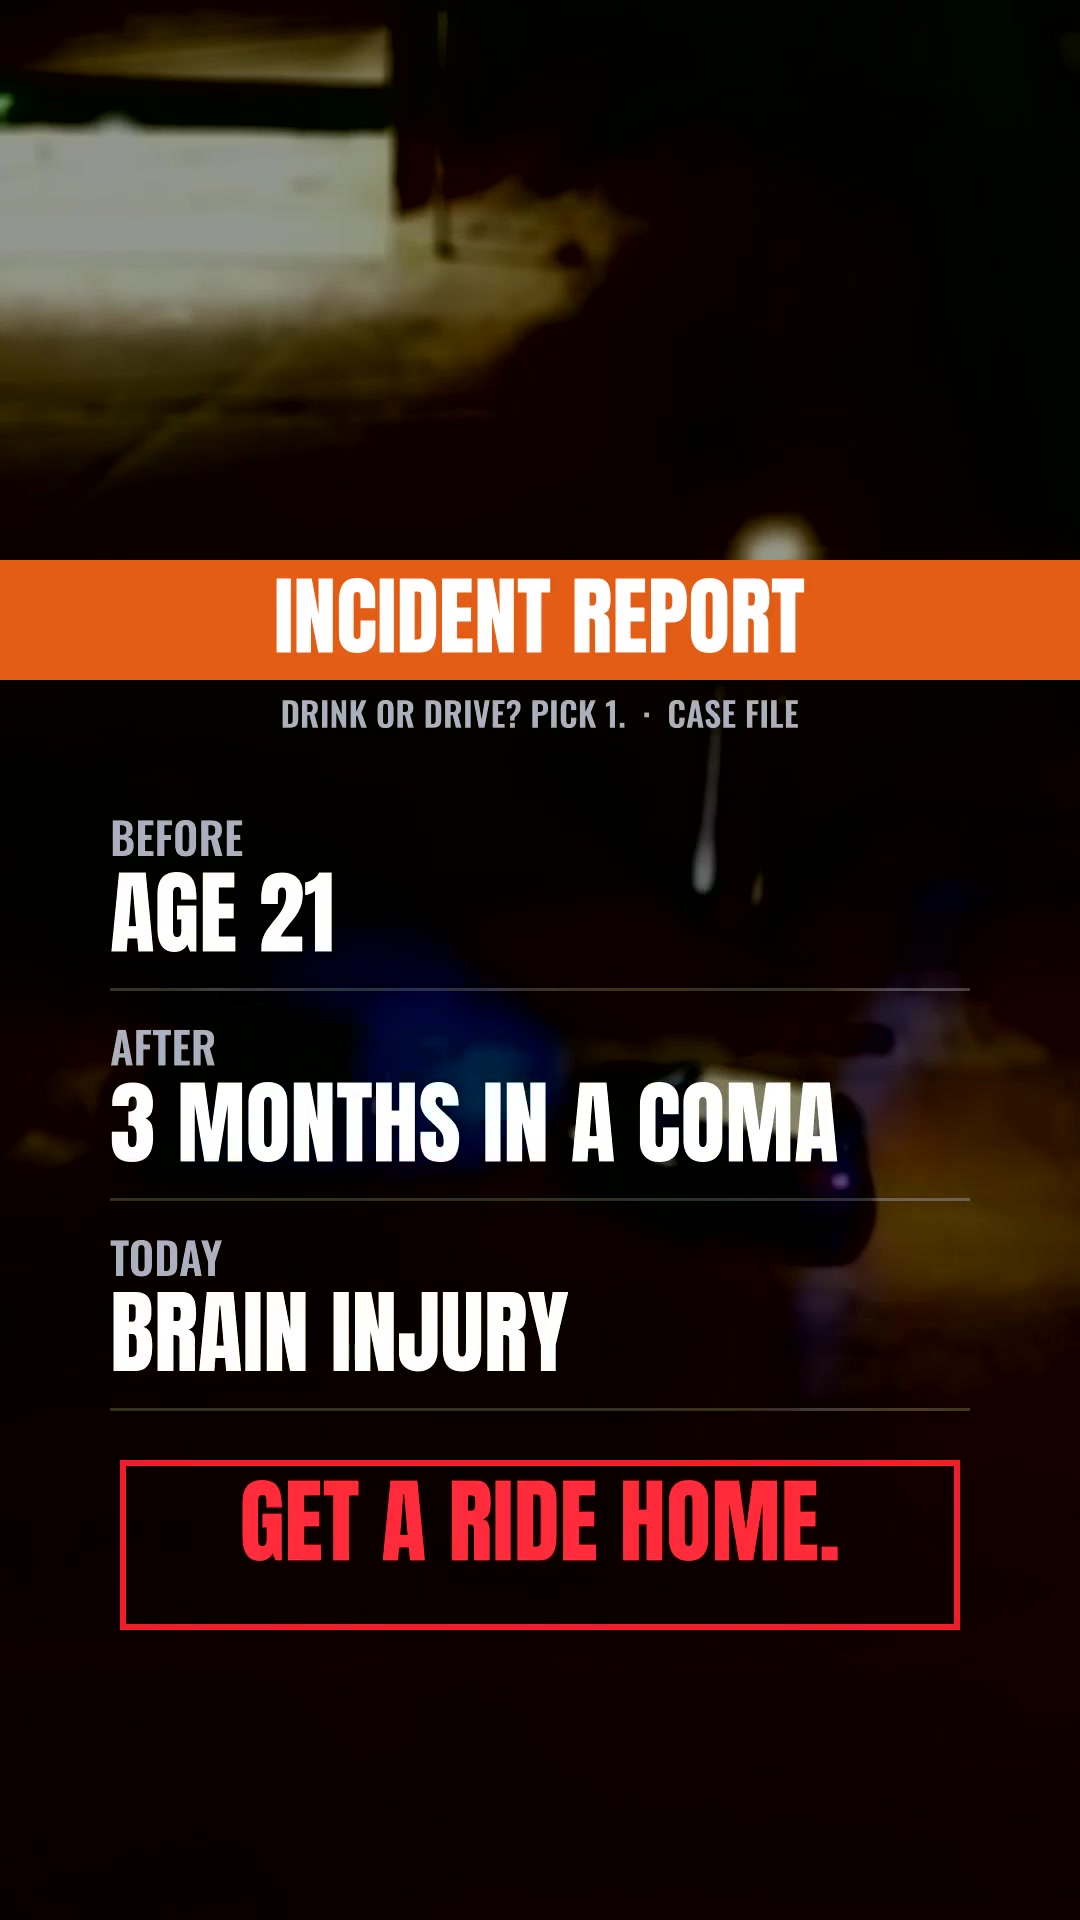 INCIDENT REPORT
DRINK OR DRIVE? PICK 1. · CASE FILE
BEFORE
AGE 21
AFTER
3 MONTHS IN A COMA
TODAY
BRAIN INJURY
GET A RIDE HOME.